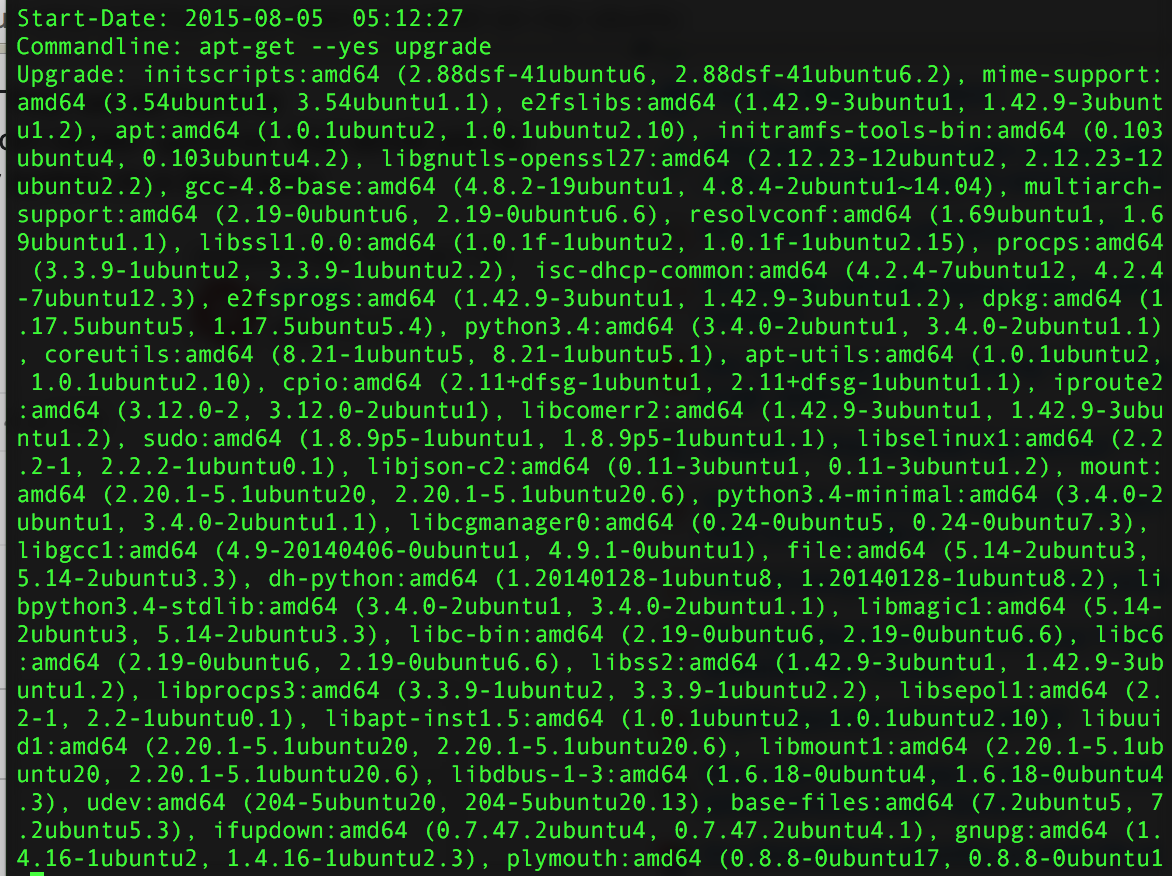 Start-Date: 2015-08-05  05:12:27
Commandline: apt-get --yes upgrade
Upgrade: initscripts:amd64 (2.88dsf-41ubuntu6, 2.88dsf-41ubuntu6.2), mime-support:
amd64 (3.54ubuntu1, 3.54ubuntu1.1), e2fslibs:amd64 (1.42.9-3ubuntu1, 1.42.9-3ubunt
u1.2), apt:amd64 (1.0.1ubuntu2, 1.0.1ubuntu2.10), initramfs-tools-bin:amd64 (0.103
ubuntu4, 0.103ubuntu4.2), libgnutls-openssl27:amd64 (2.12.23-12ubuntu2, 2.12.23-12
ubuntu2.2), gcc-4.8-base:amd64 (4.8.2-19ubuntu1, 4.8.4-2ubuntu1~14.04), multiarch-
support:amd64 (2.19-0ubuntu6, 2.19-0ubuntu6.6), resolvconf:amd64 (1.69ubuntu1, 1.6
9ubuntu1.1), libssl1.0.0:amd64 (1.0.1f-1ubuntu2, 1.0.1f-1ubuntu2.15), procps:amd64
 (3.3.9-1ubuntu2, 3.3.9-1ubuntu2.2), isc-dhcp-common:amd64 (4.2.4-7ubuntu12, 4.2.4
-7ubuntu12.3), e2fsprogs:amd64 (1.42.9-3ubuntu1, 1.42.9-3ubuntu1.2), dpkg:amd64 (1
.17.5ubuntu5, 1.17.5ubuntu5.4), python3.4:amd64 (3.4.0-2ubuntu1, 3.4.0-2ubuntu1.1)
, coreutils:amd64 (8.21-1ubuntu5, 8.21-1ubuntu5.1), apt-utils:amd64 (1.0.1ubuntu2,
 1.0.1ubuntu2.10), cpio:amd64 (2.11+dfsg-1ubuntu1, 2.11+dfsg-1ubuntu1.1), iproute2
:amd64 (3.12.0-2, 3.12.0-2ubuntu1), libcomerr2:amd64 (1.42.9-3ubuntu1, 1.42.9-3ubu
ntu1.2), sudo:amd64 (1.8.9p5-1ubuntu1, 1.8.9p5-1ubuntu1.1), libselinux1:amd64 (2.2
.2-1, 2.2.2-1ubuntu0.1), libjson-c2:amd64 (0.11-3ubuntu1, 0.11-3ubuntu1.2), mount:
amd64 (2.20.1-5.1ubuntu20, 2.20.1-5.1ubuntu20.6), python3.4-minimal:amd64 (3.4.0-2
ubuntu1, 3.4.0-2ubuntu1.1), libcgmanager0:amd64 (0.24-0ubuntu5, 0.24-0ubuntu7.3),
libgcc1:amd64 (4.9-20140406-0ubuntu1, 4.9.1-0ubuntu1), file:amd64 (5.14-2ubuntu3,
5.14-2ubuntu3.3), dh-python:amd64 (1.20140128-1ubuntu8, 1.20140128-1ubuntu8.2), li
bpython3.4-stdlib:amd64 (3.4.0-2ubuntu1, 3.4.0-2ubuntu1.1), libmagic1:amd64 (5.14-
2ubuntu3, 5.14-2ubuntu3.3), libc-bin:amd64 (2.19-0ubuntu6, 2.19-0ubuntu6.6), libc6
:amd64 (2.19-0ubuntu6, 2.19-0ubuntu6.6), libss2:amd64 (1.42.9-3ubuntu1, 1.42.9-3ub
untu1.2), libprocps3:amd64 (3.3.9-1ubuntu2, 3.3.9-1ubuntu2.2), libsepol1:amd64 (2.
2-1, 2.2-1ubuntu0.1), libapt-inst1.5:amd64 (1.0.1ubuntu2, 1.0.1ubuntu2.10), libuui
d1:amd64 (2.20.1-5.1ubuntu20, 2.20.1-5.1ubuntu20.6), libmount1:amd64 (2.20.1-5.1ub
untu20, 2.20.1-5.1ubuntu20.6), libdbus-1-3:amd64 (1.6.18-0ubuntu4, 1.6.18-0ubuntu4
.3), udev:amd64 (204-5ubuntu20, 204-5ubuntu20.13), base-files:amd64 (7.2ubuntu5, 7
.2ubuntu5.3), ifupdown:amd64 (0.7.47.2ubuntu4, 0.7.47.2ubuntu4.1), gnupg:amd64 (1.
4.16-1ubuntu2, 1.4.16-1ubuntu2.3), plymouth:amd64 (0.8.8-0ubuntu17, 0.8.8-0ubuntu1